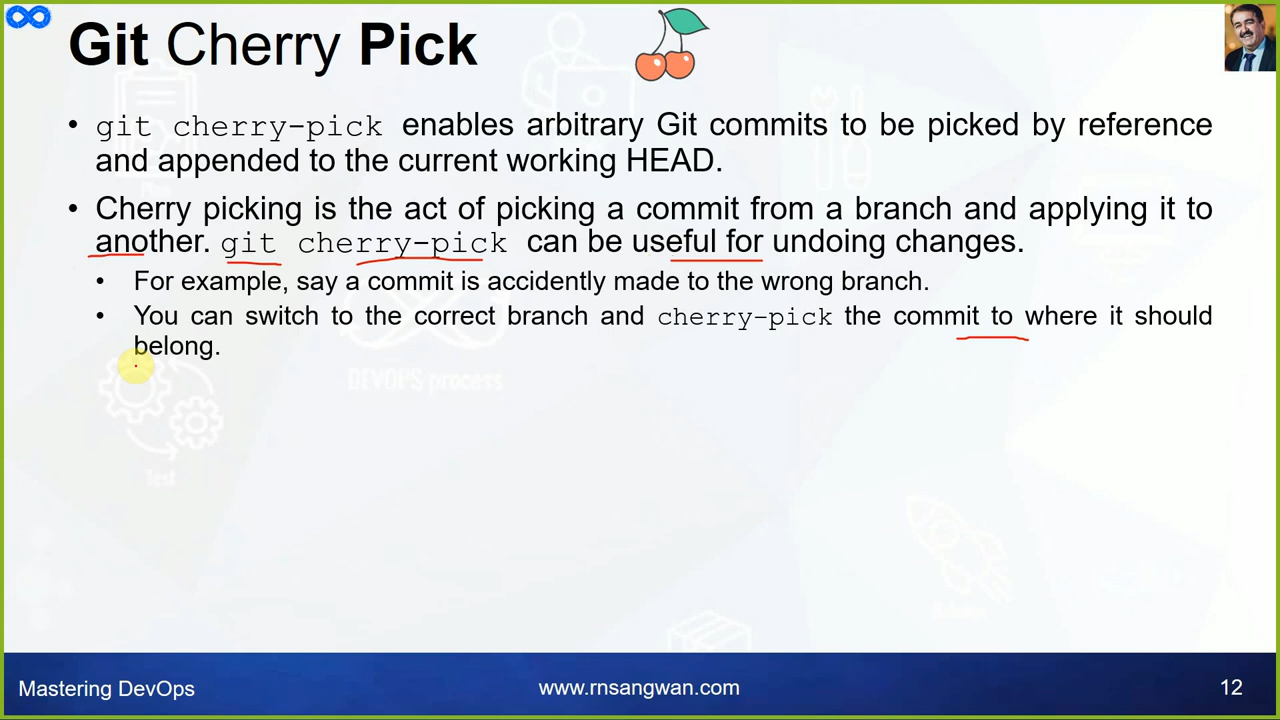 Git Cherry Pick
• git cherry-pick enables arbitrary Git commits to be picked by reference
and appended to the current working HEAD.
• Cherry picking is the act of picking a commit from a branch and applying it to
another. git cherry-pick can be useful for undoing changes.
• For example, say a commit is accidently made to the wrong branch.
• You can switch to the correct branch and cherry-pick the commit to where it should
belong.
DEVOPS process
Test
Mastering DevOps
www.rnsangwan.com
12